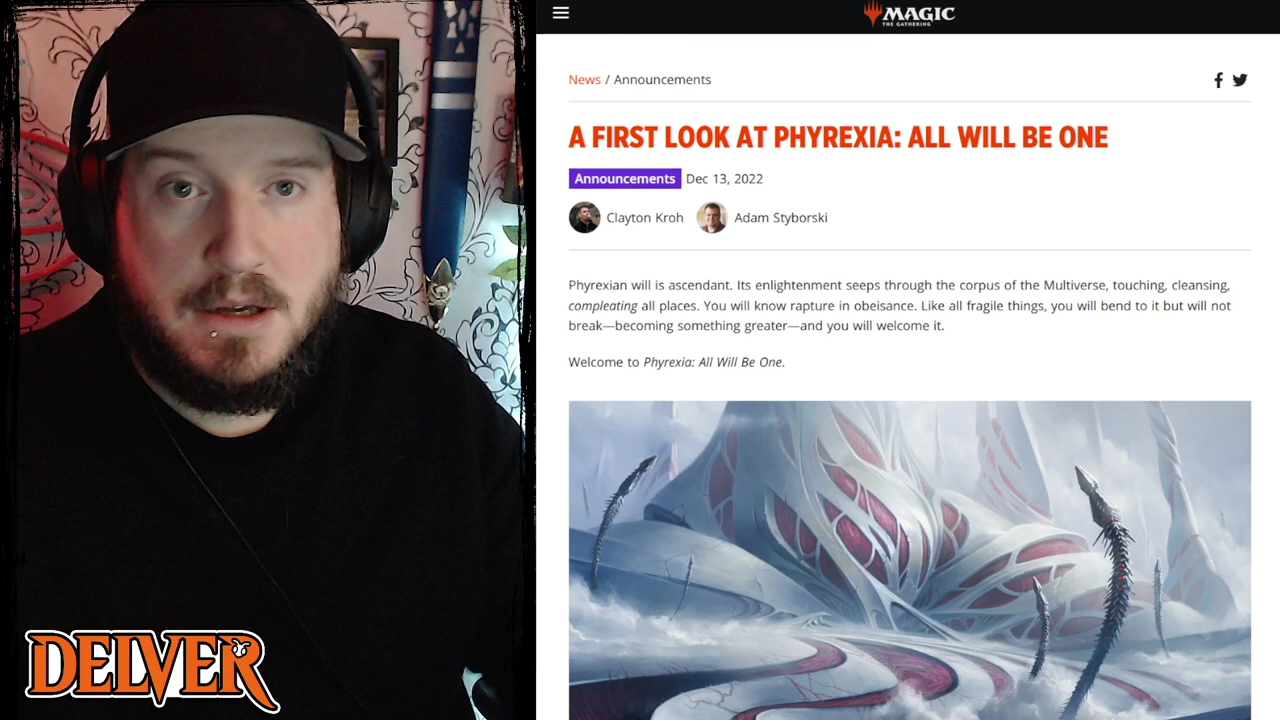 MAGIC
THE GATHERING
News / Announcements
A FIRST LOOK AT PHYREXIA: ALL WILL BE ONE
Announcements Dec 13, 2022
Clayton Kroh Adam Styborski
Phyrexian will is ascendant. Its enlightenment seeps through the corpus of the Multiverse, touching, cleansing,
compleating all places. You will know rapture in obeisance. Like all fragile things, you will bend to it but will not
break—becoming something greater—and you will welcome it.
Welcome to Phyrexia: All Will Be One.
DELVER